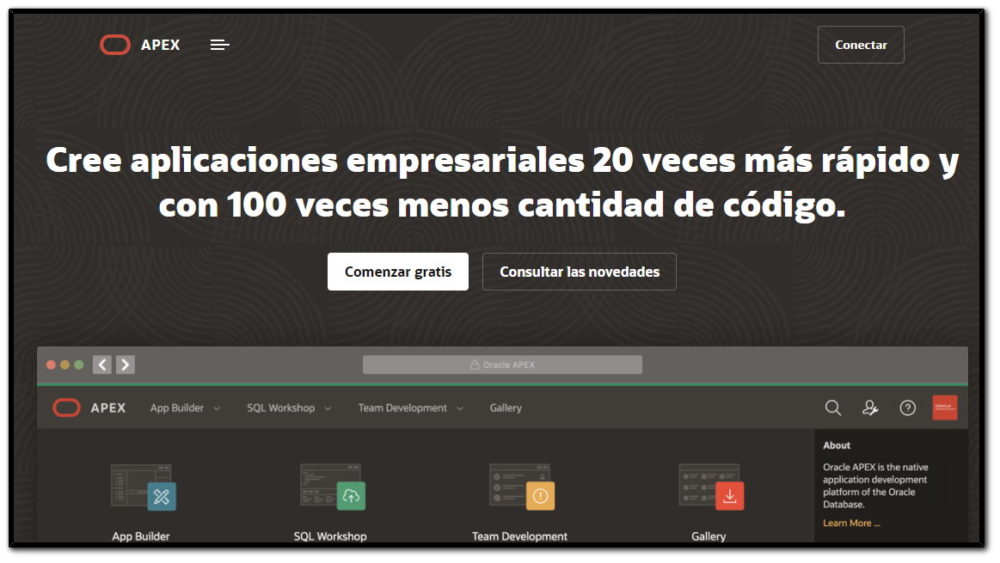 APEX
Conectar
Cree aplicaciones empresariales 20 veces más rápido y
con 100 veces menos cantidad de código.
Comenzar gratis
Consultar las novedades
Oracle APEX
APEX
App Builder
SQL Workshop
Team Development
Gallery
About
Oracle APEX is the native
application development
platform of the Oracle
Database.
Learn More ...
App Builder
SQL Workshop
Team Development
Gallery